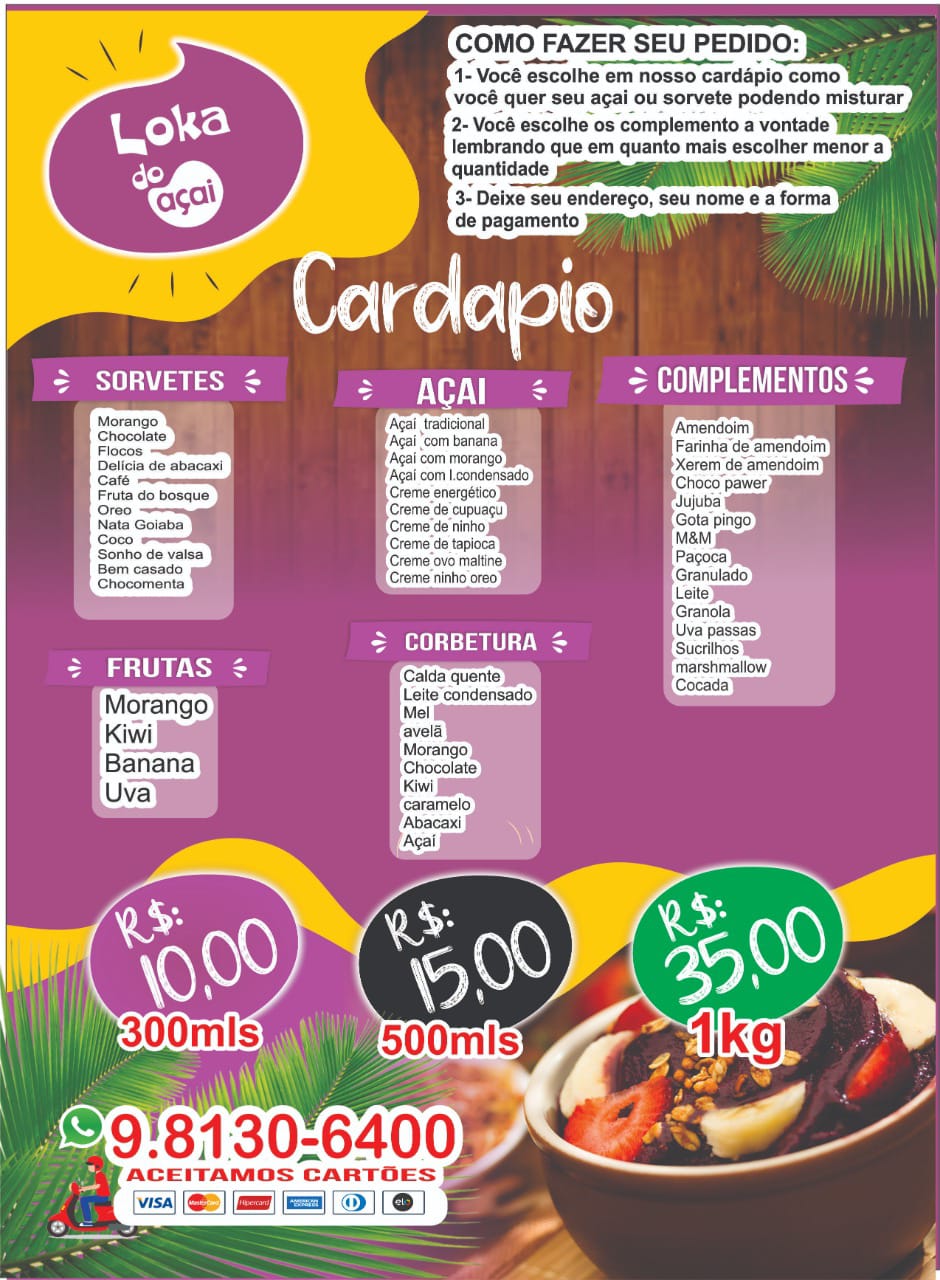 Loka
do
açai
COMO FAZER SEU PEDIDO:
1- Você escolhe em nosso cardápio como
você quer seu açai ou sorvete podendo misturar
2- Você escolhe os complemento a vontade
lembrando que em quanto mais escolher menor a
quantidade
3- Deixe seu endereço, seu nome e a forma
de pagamento
Cardapio
SORVETES
Morango
Chocolate
Flocos
Delícia de abacaxi
Café
Fruta do bosque
Oreo
Nata Goiaba
Coco
Sonho de valsa
Bem casado
Chocomenta
AÇAI
Açaí tradicional
Açaí com banana
Açaí com morango
Açaí com l.condensado
Creme energético
Creme de cupuaçu
Creme de ninho
Creme de tapioca
Creme ovo maltine
Creme ninho oreo
COMPLEMENTOS
Amendoim
Farinha de amendoim
Xerem de amendoim
Choco pawer
Jujuba
Gota pingo
M&M
Paçoca
Granulado
Leite
Granola
Uva passas
Sucrilhos
marshmallow
Cocada
FRUTAS
Morango
Kiwi
Banana
Uva
CORBETURA
Calda quente
Leite condensado
Mel
avelã
Morango
Chocolate
Kiwi
caramelo
Abacaxi
Açaí
R$:
10,00
300mls
R$:
15,00
500mls
R$:
35,00
1kg
9.8130-6400
ACEITAMOS CARTÕES
VISA MasterCard Hipercard AMERICAN EXPRESS elo